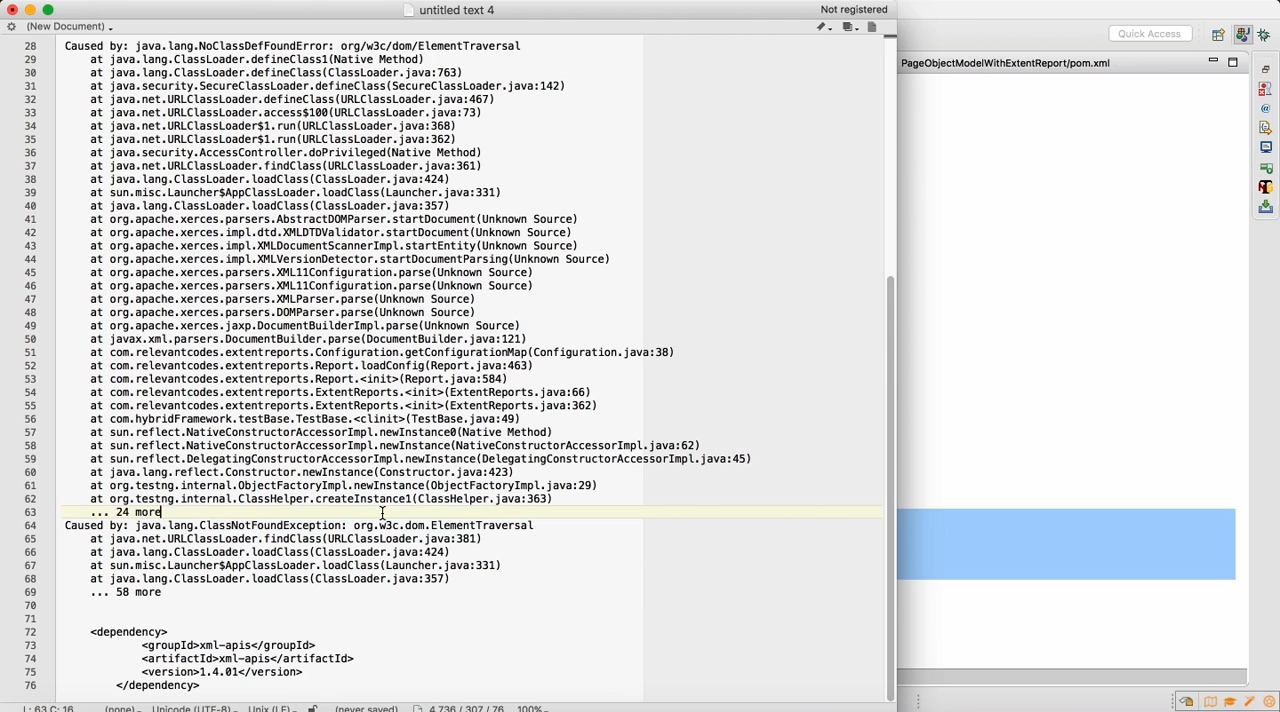 untitled text 4
Not registered
(New Document)
Quick Access
PageObjectModelWithExtentReport/pom.xml
28 Caused by: java.lang.NoClassDefFoundError: org/w3c/dom/ElementTraversal
29 at java.lang.ClassLoader.defineClass1(Native Method)
30 at java.lang.ClassLoader.defineClass(ClassLoader.java:763)
31 at java.security.SecureClassLoader.defineClass(SecureClassLoader.java:142)
32 at java.net.URLClassLoader.defineClass(URLClassLoader.java:467)
33 at java.net.URLClassLoader.access$100(URLClassLoader.java:73)
34 at java.net.URLClassLoader$1.run(URLClassLoader.java:368)
35 at java.net.URLClassLoader$1.run(URLClassLoader.java:362)
36 at java.security.AccessController.doPrivileged(Native Method)
37 at java.net.URLClassLoader.findClass(URLClassLoader.java:361)
38 at java.lang.ClassLoader.loadClass(ClassLoader.java:424)
39 at sun.misc.Launcher$AppClassLoader.loadClass(Launcher.java:331)
40 at java.lang.ClassLoader.loadClass(ClassLoader.java:357)
41 at org.apache.xerces.parsers.AbstractDOMParser.startDocument(Unknown Source)
42 at org.apache.xerces.impl.dtd.XMLDTDValidator.startDocument(Unknown Source)
43 at org.apache.xerces.impl.XMLDocumentScannerImpl.startEntity(Unknown Source)
44 at org.apache.xerces.impl.XMLVersionDetector.startDocumentParsing(Unknown Source)
45 at org.apache.xerces.parsers.XML11Configuration.parse(Unknown Source)
46 at org.apache.xerces.parsers.XML11Configuration.parse(Unknown Source)
47 at org.apache.xerces.parsers.XMLParser.parse(Unknown Source)
48 at org.apache.xerces.parsers.DOMParser.parse(Unknown Source)
49 at org.apache.xerces.jaxp.DocumentBuilderImpl.parse(Unknown Source)
50 at javax.xml.parsers.DocumentBuilder.parse(DocumentBuilder.java:121)
51 at com.relevantcodes.extentreports.Configuration.getConfigurationMap(Configuration.java:38)
52 at com.relevantcodes.extentreports.Report.loadConfig(Report.java:463)
53 at com.relevantcodes.extentreports.Report.<init>(Report.java:584)
54 at com.relevantcodes.extentreports.ExtentReports.<init>(ExtentReports.java:66)
55 at com.relevantcodes.extentreports.ExtentReports.<init>(ExtentReports.java:362)
56 at com.hybridFramework.testBase.TestBase.<clinit>(TestBase.java:49)
57 at sun.reflect.NativeConstructorAccessorImpl.newInstance0(Native Method)
58 at sun.reflect.NativeConstructorAccessorImpl.newInstance(NativeConstructorAccessorImpl.java:62)
59 at sun.reflect.DelegatingConstructorAccessorImpl.newInstance(DelegatingConstructorAccessorImpl.java:45)
60 at java.lang.reflect.Constructor.newInstance(Constructor.java:423)
61 at org.testng.internal.ObjectFactoryImpl.newInstance(ObjectFactoryImpl.java:29)
62 at org.testng.internal.ClassHelper.createInstance1(ClassHelper.java:363)
63 ... 24 more
64 Caused by: java.lang.ClassNotFoundException: org.w3c.dom.ElementTraversal
65 at java.net.URLClassLoader.findClass(URLClassLoader.java:381)
66 at java.lang.ClassLoader.loadClass(ClassLoader.java:424)
67 at sun.misc.Launcher$AppClassLoader.loadClass(Launcher.java:331)
68 at java.lang.ClassLoader.loadClass(ClassLoader.java:357)
69 ... 58 more
70
71
72 <dependency>
73 <groupId>xml-apis</groupId>
74 <artifactId>xml-apis</artifactId>
75 <version>1.4.01</version>
76 </dependency>
L: 63 C: 16 (none) Unicode (UTF-8) Unix (LF) (never saved) 4,736 / 307 / 76 100%